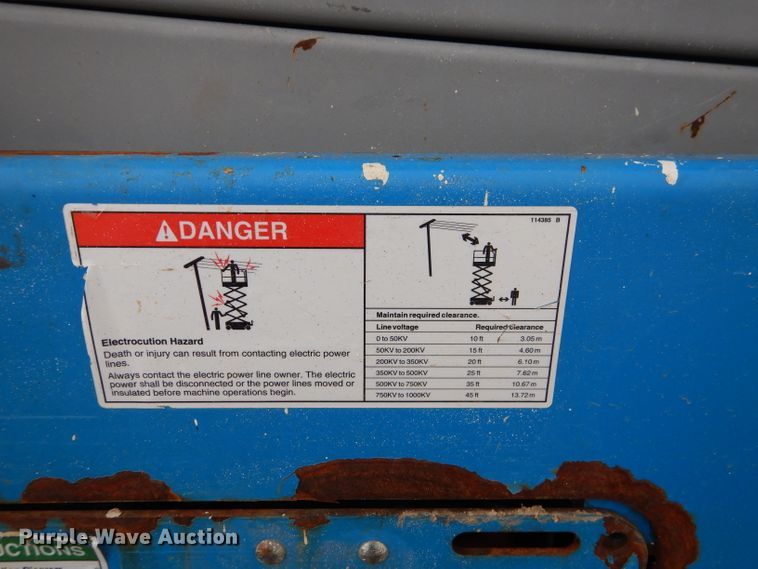 DANGER
Electrocution Hazard
Death or injury can result from contacting electric power
lines.
Always contact the electric power line owner. The electric
power shall be disconnected or the power lines moved or
insulated before machine operations begin.
114385 B
Maintain required clearance.
Line voltage Required clearance
0 to 50KV 10 ft 3.05 m
50KV to 200KV 15 ft 4.60 m
200KV to 350KV 20 ft 6.10 m
350KV to 500KV 25 ft 7.62 m
500KV to 750KV 35 ft 10.67 m
750KV to 1000KV 45 ft 13.72 m
UCTIONS
Purple Wave Auction